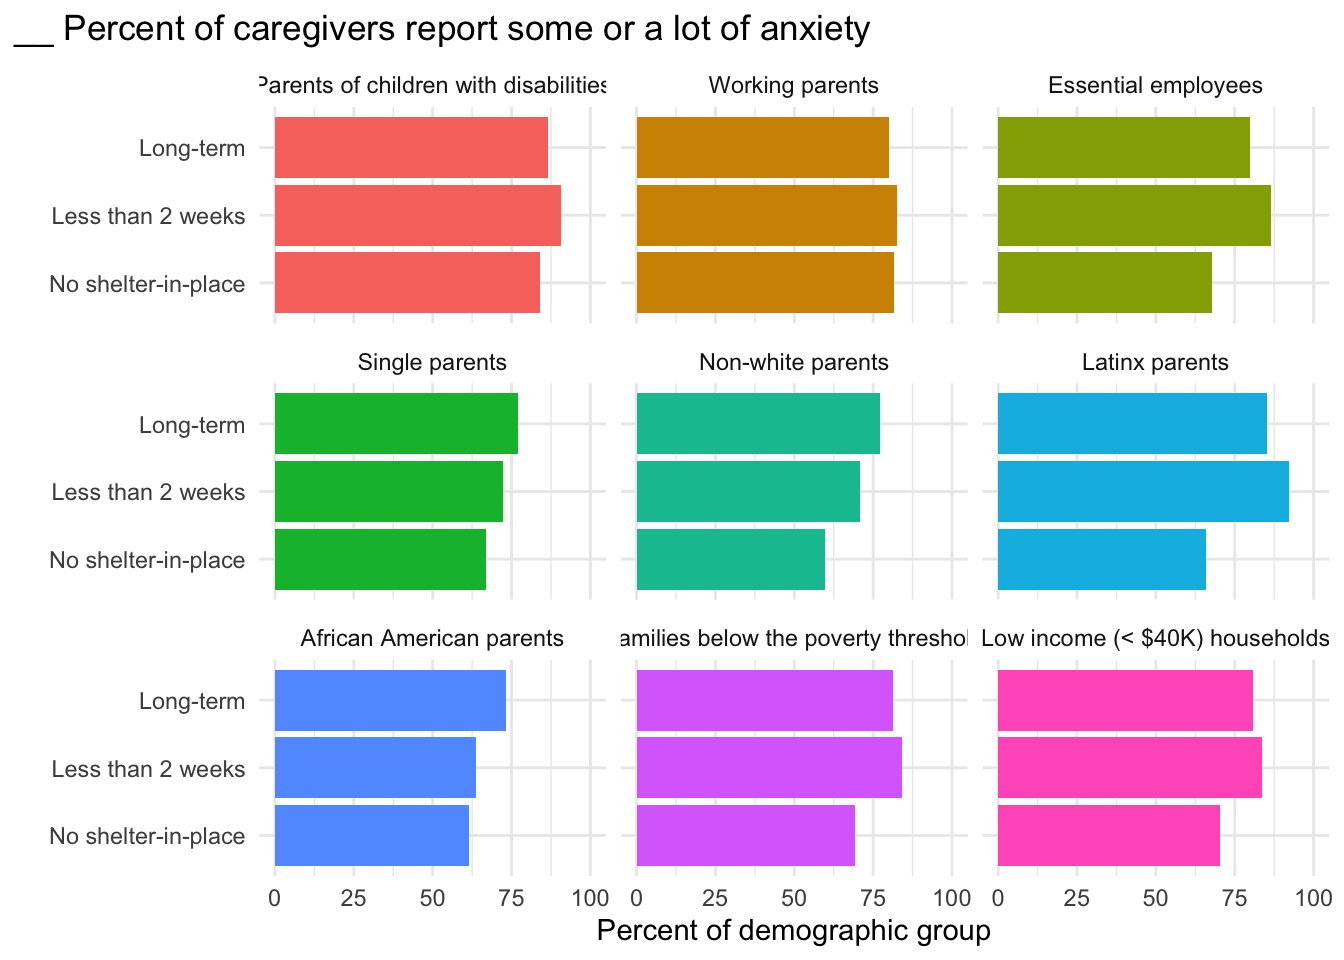 __ Percent of caregivers report some or a lot of anxiety
Parents of children with disabilities
Working parents
Essential employees
Long-term
Less than 2 weeks
No shelter-in-place
Single parents
Non-white parents
Latinx parents
Long-term
Less than 2 weeks
No shelter-in-place
African American parents
amilies below the poverty threshol
Low income (< $40K) households
Long-term
Less than 2 weeks
No shelter-in-place
0 25 50 75 100 0 25 50 75 100 0 25 50 75 100
Percent of demographic group